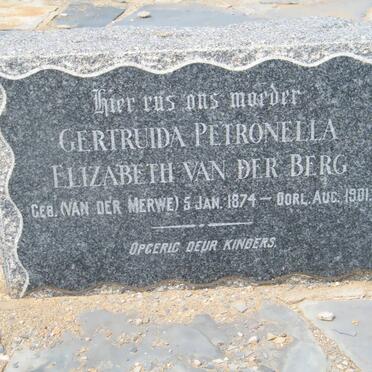 Hier rus ons moeder
GERTRUIDA PETRONELLA
ELIZABETH VAN DER BERG
GEB. (VAN DER MERWE) 5 JAN. 1874 – OORL. AUG. 1901.
OPGERIG DEUR KINDERS.